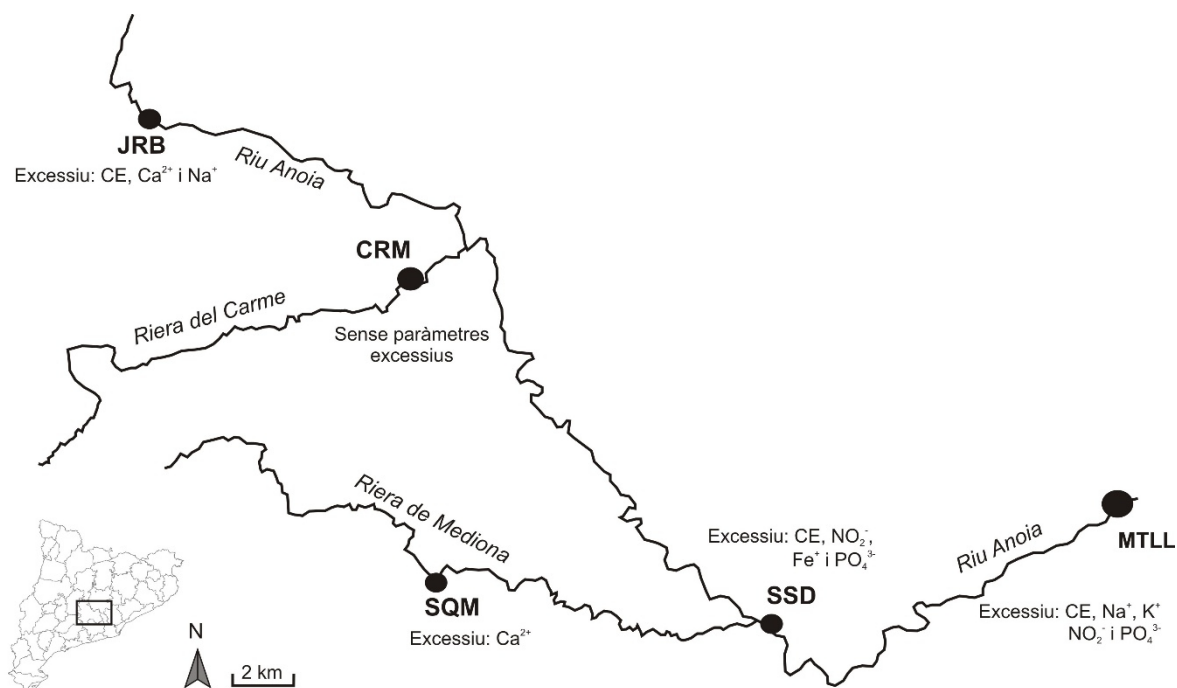 JRB
Excessiu: CE, Ca²⁺ i Na⁺
Riu Anoia
CRM
Riera del Carme
Sense paràmetres
excessius
Riera de Mediona
SQM
Excessiu: Ca²⁺
Excessiu: CE, NO₂⁻,
Fe⁺ i PO₄³⁻
SSD
Riu Anoia
MTLL
Excessiu: CE, Na⁺, K⁺
NO₂⁻ i PO₄³⁻
N
2 km